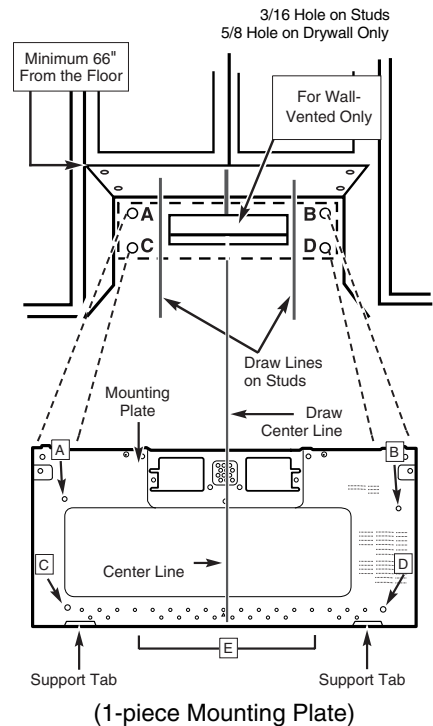 3/16 Hole on Studs
5/8 Hole on Drywall Only
Minimum 66"
From the Floor
For Wall-
Vented Only
A
B
C
D
Draw Lines
on Studs
Mounting
Plate
Draw
Center Line
A
B
Center Line
C
D
E
Support Tab
Support Tab
(1-piece Mounting Plate)